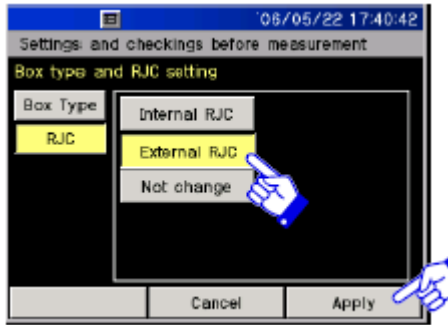 '06/05/22 17:40:42
Settings and checkings before measurement
Box type and RJC setting
Box Type
RJC
Internal RJC
External RJC
Not change
Cancel
Apply